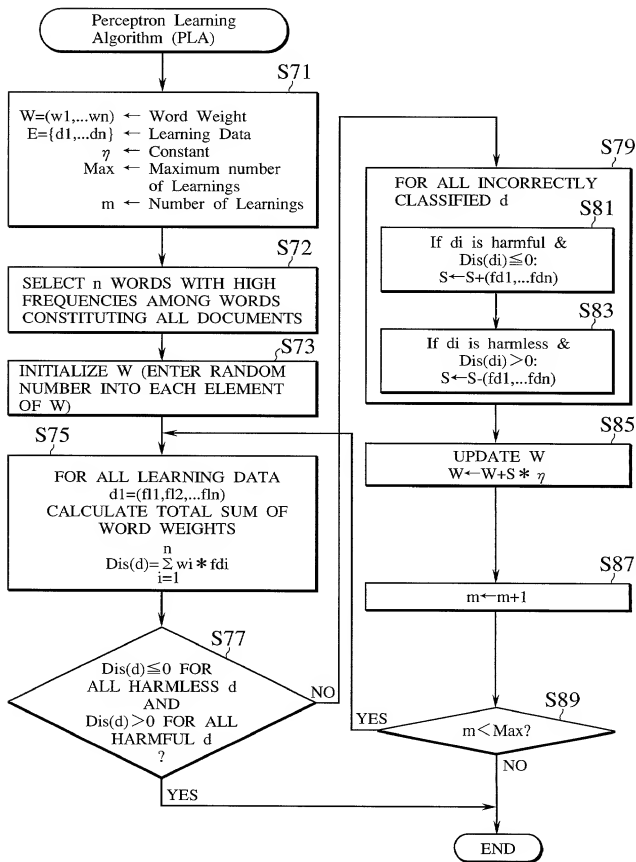 Perceptron Learning
Algorithm (PLA)
S71
W=(w1,...wn) ← Word Weight
E={d1,...dn} ← Learning Data
η ← Constant
Max ← Maximum number
of Learnings
m ← Number of Learnings
S72
SELECT n WORDS WITH HIGH
FREQUENCIES AMONG WORDS
CONSTITUTING ALL DOCUMENTS
S73
INITIALIZE W (ENTER RANDOM
NUMBER INTO EACH ELEMENT
OF W)
S75
FOR ALL LEARNING DATA
d1=(fl1,fl2,...fln)
CALCULATE TOTAL SUM OF
WORD WEIGHTS
n
Dis(d)=Σ wi * fdi
i=1
S77
Dis(d)≦0 FOR
ALL HARMLESS d
AND
Dis(d)>0 FOR ALL
HARMFUL d
?
NO
YES
S79
FOR ALL INCORRECTLY
CLASSIFIED d
S81
If di is harmful &
Dis(di)≦0:
S←S+(fd1,...fdn)
S83
If di is harmless &
Dis(di)>0:
S←S-(fd1,...fdn)
S85
UPDATE W
W←W+S * η
S87
m←m+1
S89
m<Max?
YES
NO
END